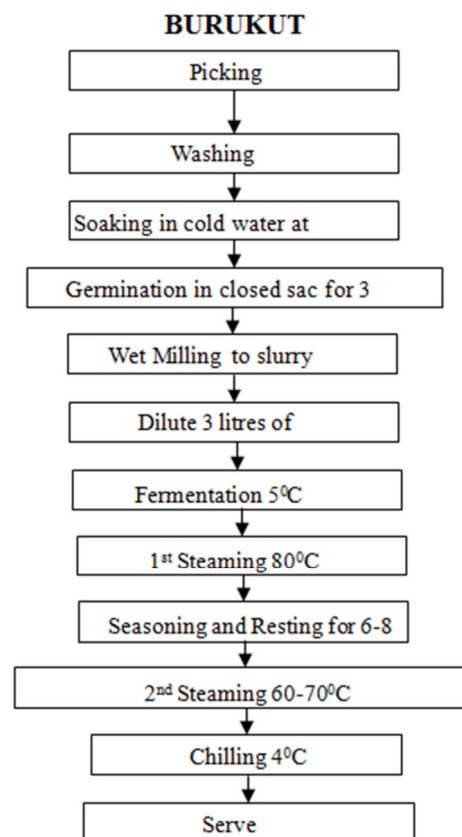 BURUKUT
Picking
Washing
Soaking in cold water at
Germination in closed sac for 3
Wet Milling to slurry
Dilute 3 litres of
Fermentation 5⁰C
1ˢᵗ Steaming 80⁰C
Seasoning and Resting for 6-8
2ⁿᵈ Steaming 60-70⁰C
Chilling 4⁰C
Serve